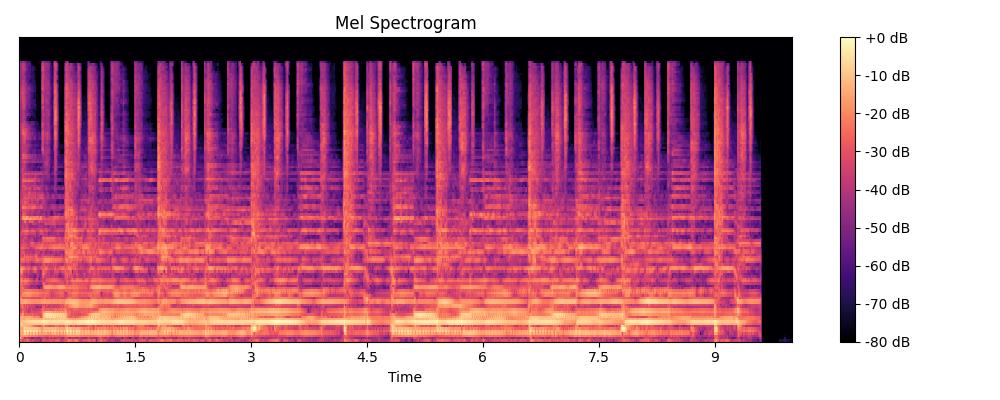 Mel Spectrogram
+0 dB
-10 dB
-20 dB
-30 dB
-40 dB
-50 dB
-60 dB
-70 dB
-80 dB
0 1.5 3 4.5 6 7.5 9
Time